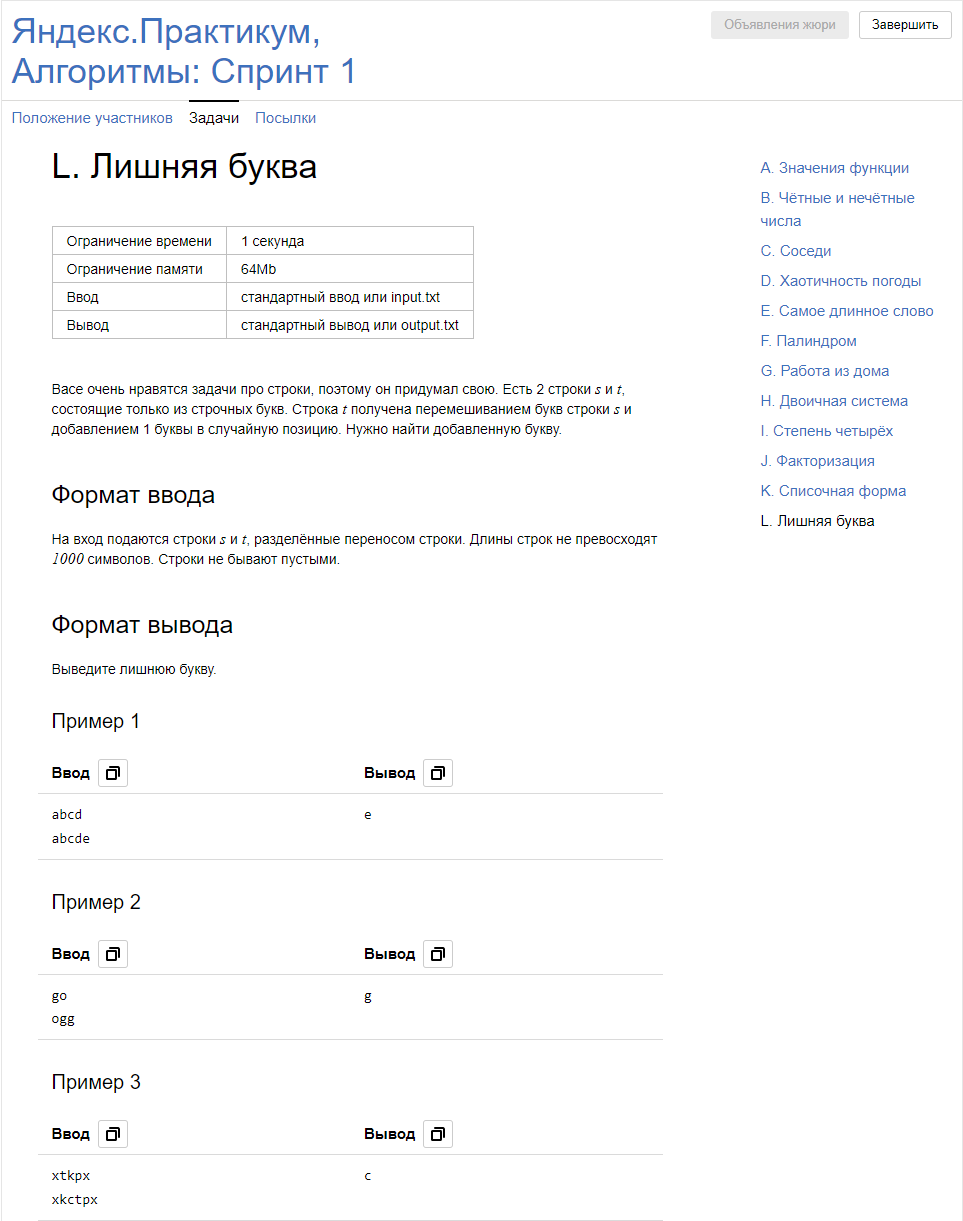 Яндекс.Практикум,
Алгоритмы: Спринт 1
Объявления жюри
Завершить
Положение участников Задачи Посылки
L. Лишняя буква
Ограничение времени 1 секунда
Ограничение памяти 64Mb
Ввод стандартный ввод или input.txt
Вывод стандартный вывод или output.txt
Васе очень нравятся задачи про строки, поэтому он придумал свою. Есть 2 строки s и t,
состоящие только из строчных букв. Строка t получена перемешиванием букв строки s и
добавлением 1 буквы в случайную позицию. Нужно найти добавленную букву.
Формат ввода
На вход подаются строки s и t, разделённые переносом строки. Длины строк не превосходят
1000 символов. Строки не бывают пустыми.
Формат вывода
Выведите лишнюю букву.
Пример 1
Ввод Вывод
abcd e
abcde
Пример 2
Ввод Вывод
go g
ogg
Пример 3
Ввод Вывод
xtkpx c
xkctpx
A. Значения функции
B. Чётные и нечётные
числа
C. Соседи
D. Хаотичность погоды
E. Самое длинное слово
F. Палиндром
G. Работа из дома
H. Двоичная система
I. Степень четырёх
J. Факторизация
K. Списочная форма
L. Лишняя буква